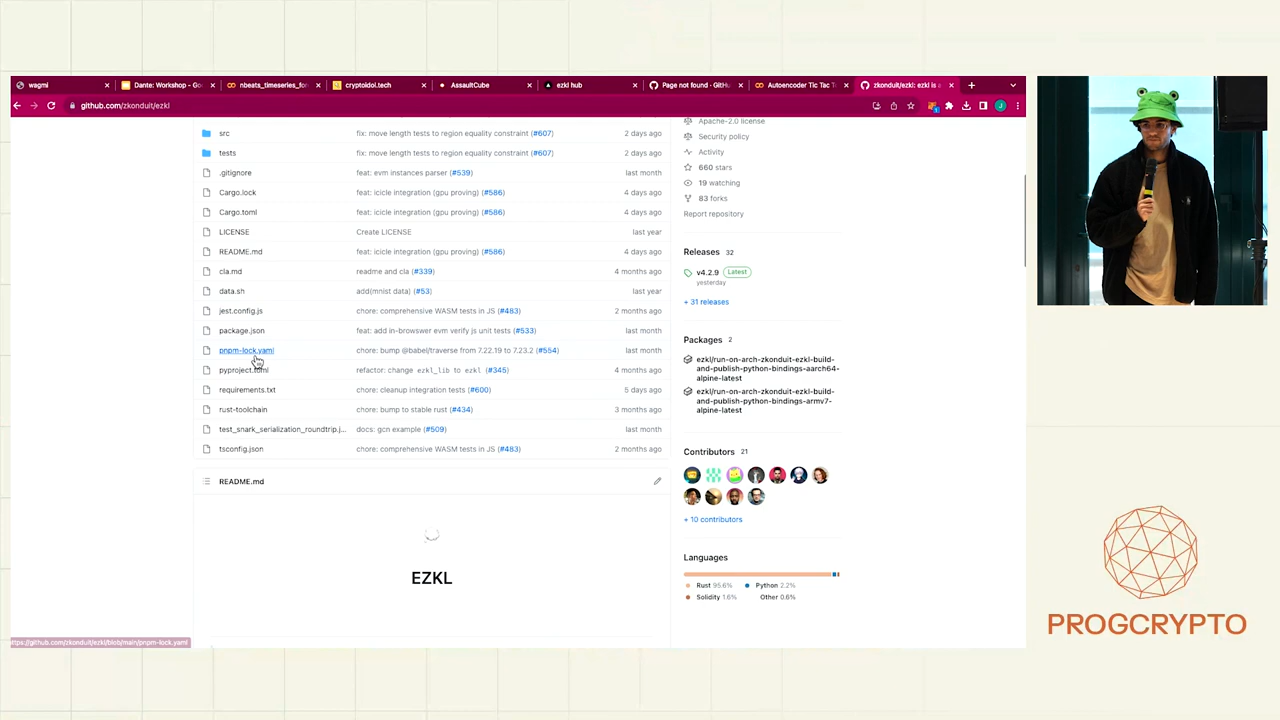 wagmi
Dante: Workshop - Go
nbeats_timeseries_for
cryptoidol.tech
AssaultCube
ezkl hub
Page not found · GitH
Autoencoder Tic Tac T
zkonduit/ezkl: ezkl is a
github.com/zkonduit/ezkl
src fix: move length tests to region equality constraint (#607) 2 days ago
tests fix: move length tests to region equality constraint (#607) 2 days ago
.gitignore feat: evm instances parser (#539) last month
Cargo.lock feat: icicle integration (gpu proving) (#586) 4 days ago
Cargo.toml feat: icicle integration (gpu proving) (#586) 4 days ago
LICENSE Create LICENSE last year
README.md feat: icicle integration (gpu proving) (#586) 4 days ago
cla.md readme and cla (#339) 4 months ago
data.sh add(mnist data) (#53) last year
jest.config.js chore: comprehensive WASM tests in JS (#483) 2 months ago
package.json feat: add in-browswer evm verify js unit tests (#533) last month
pnpm-lock.yaml chore: bump @babel/traverse from 7.22.19 to 7.23.2 (#554) last month
pyproject.toml refactor: change ezkl_lib to ezkl (#345) 4 months ago
requirements.txt chore: cleanup integration tests (#600) 5 days ago
rust-toolchain chore: bump to stable rust (#434) 3 months ago
test_snark_serialization_roundtrip.j... docs: gcn example (#509) last month
tsconfig.json chore: comprehensive WASM tests in JS (#483) 2 months ago
README.md
EZKL
Apache-2.0 license
Security policy
Activity
660 stars
19 watching
83 forks
Report repository
Releases 32
v4.2.9 Latest
yesterday
+ 31 releases
Packages 2
ezkl/run-on-arch-zkonduit-ezkl-build-
and-publish-python-bindings-aarch64-
alpine-latest
ezkl/run-on-arch-zkonduit-ezkl-build-
and-publish-python-bindings-armv7-
alpine-latest
Contributors 21
+ 10 contributors
Languages
Rust 95.6% Python 2.2%
Solidity 1.6% Other 0.6%
ttps://github.com/zkonduit/ezkl/blob/main/pnpm-lock.yaml
PROGCRYPTO